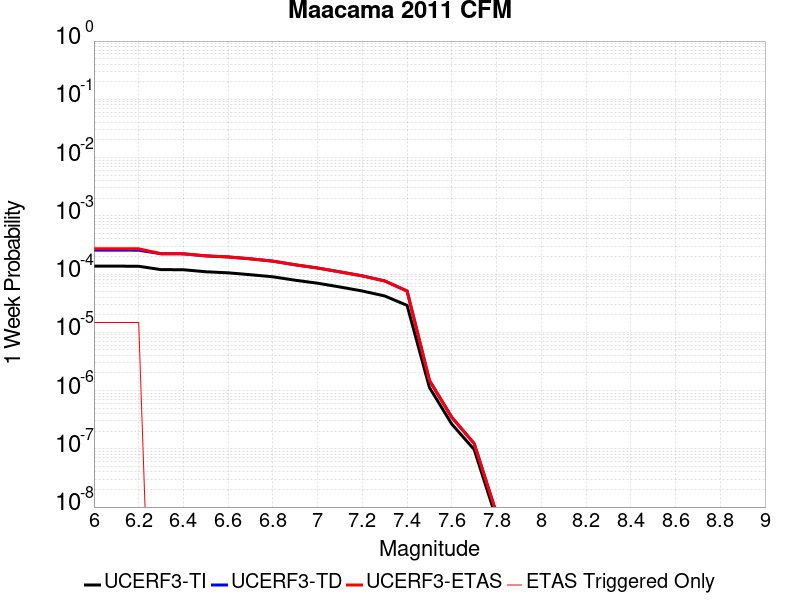 Maacama 2011 CFM
10^0
10^-1
10^-2
10^-3
10^-4
10^-5
10^-6
10^-7
10^-8
1 Week Probability
6 6.2 6.4 6.6 6.8 7 7.2 7.4 7.6 7.8 8 8.2 8.4 8.6 8.8 9
Magnitude
UCERF3-TI UCERF3-TD UCERF3-ETAS ETAS Triggered Only